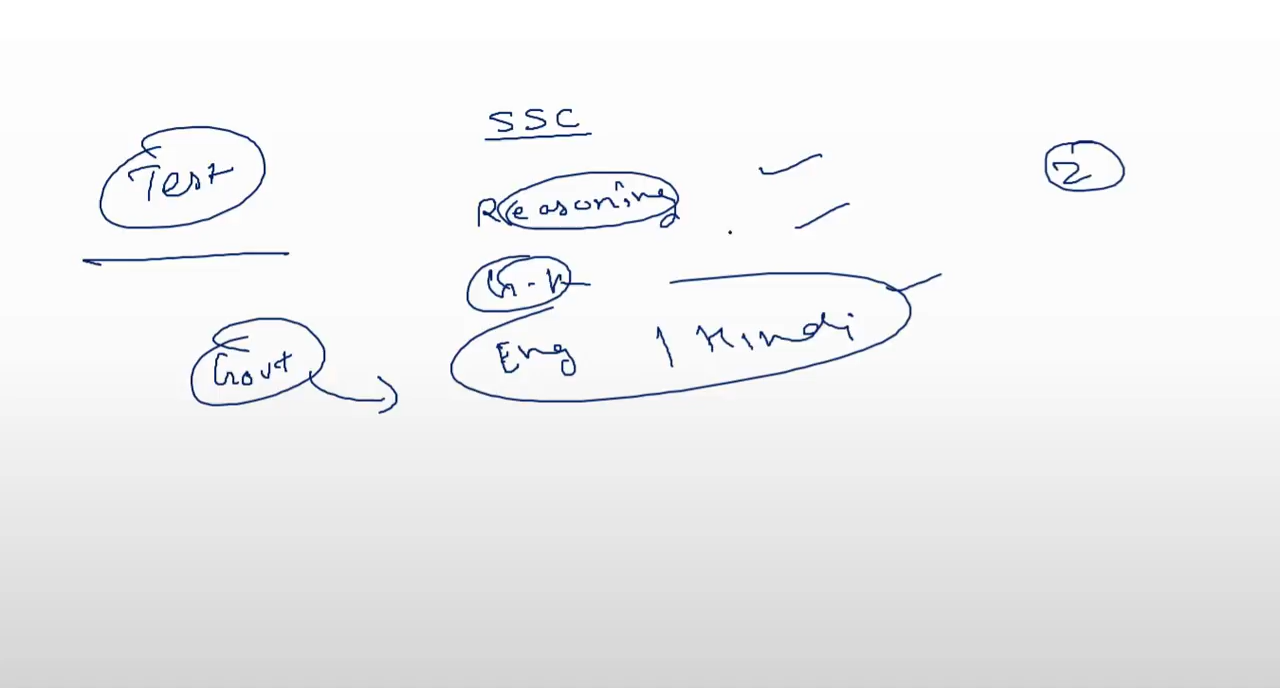 SSC
Test
Reasoning
2
G-K
Eng / Hindi
Govt